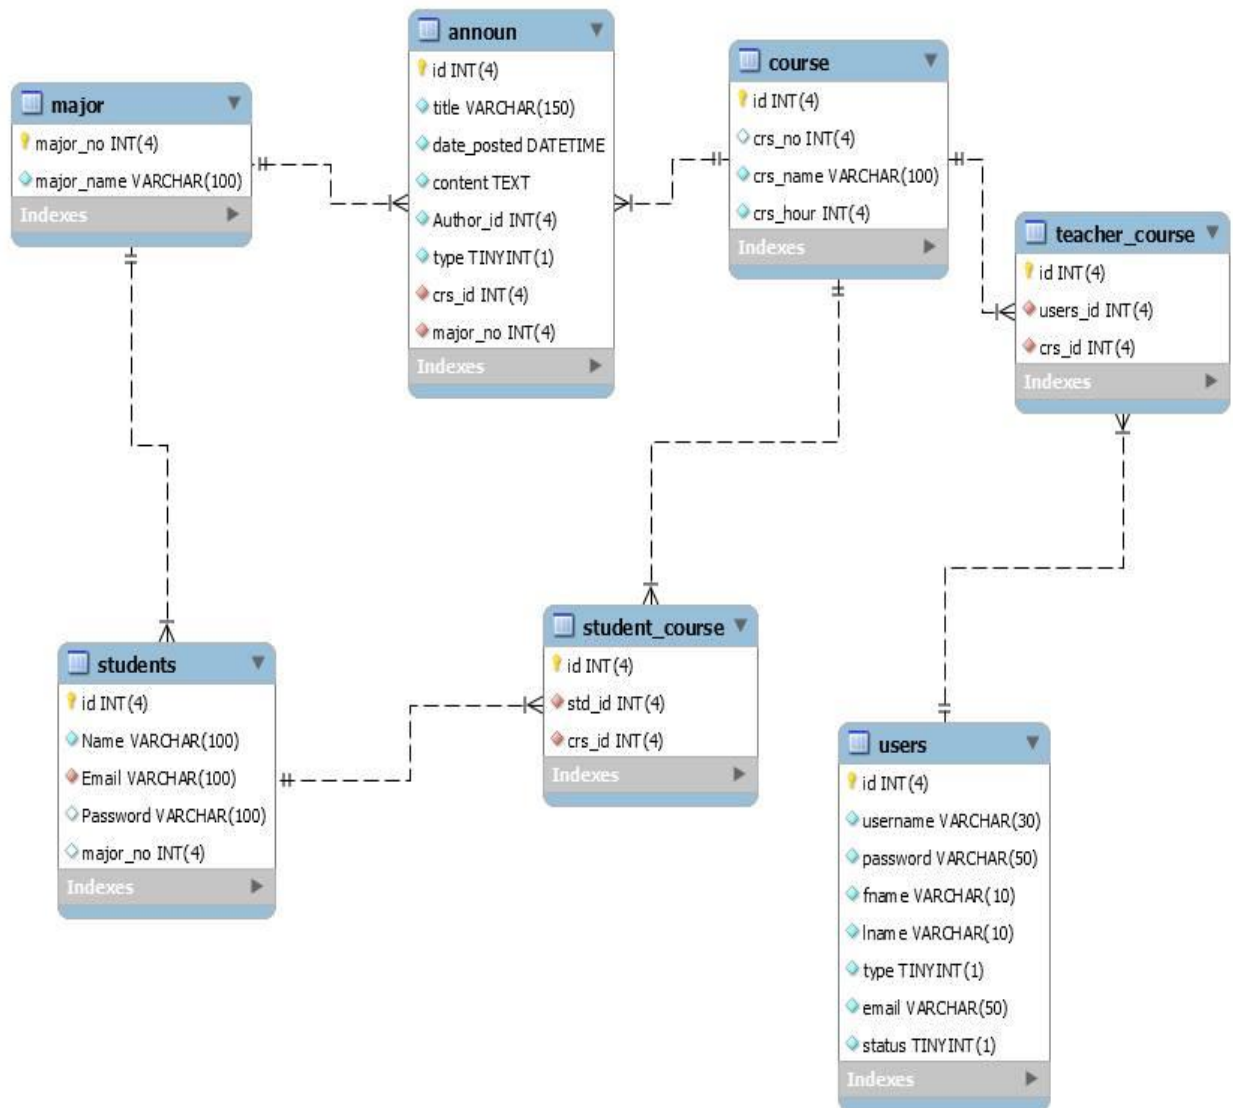 major
major_no INT(4)
major_name VARCHAR(100)
Indexes
announ
id INT(4)
title VARCHAR(150)
date_posted DATETIME
content TEXT
Author_id INT(4)
type TINYINT(1)
crs_id INT(4)
major_no INT(4)
Indexes
course
id INT(4)
crs_no INT(4)
crs_name VARCHAR(100)
crs_hour INT(4)
Indexes
teacher_course
id INT(4)
users_id INT(4)
crs_id INT(4)
Indexes
students
id INT(4)
Name VARCHAR(100)
Email VARCHAR(100)
Password VARCHAR(100)
major_no INT(4)
Indexes
student_course
id INT(4)
std_id INT(4)
crs_id INT(4)
Indexes
users
id INT(4)
username VARCHAR(30)
password VARCHAR(50)
fname VARCHAR(10)
lname VARCHAR(10)
type TINYINT(1)
email VARCHAR(50)
status TINYINT(1)
Indexes